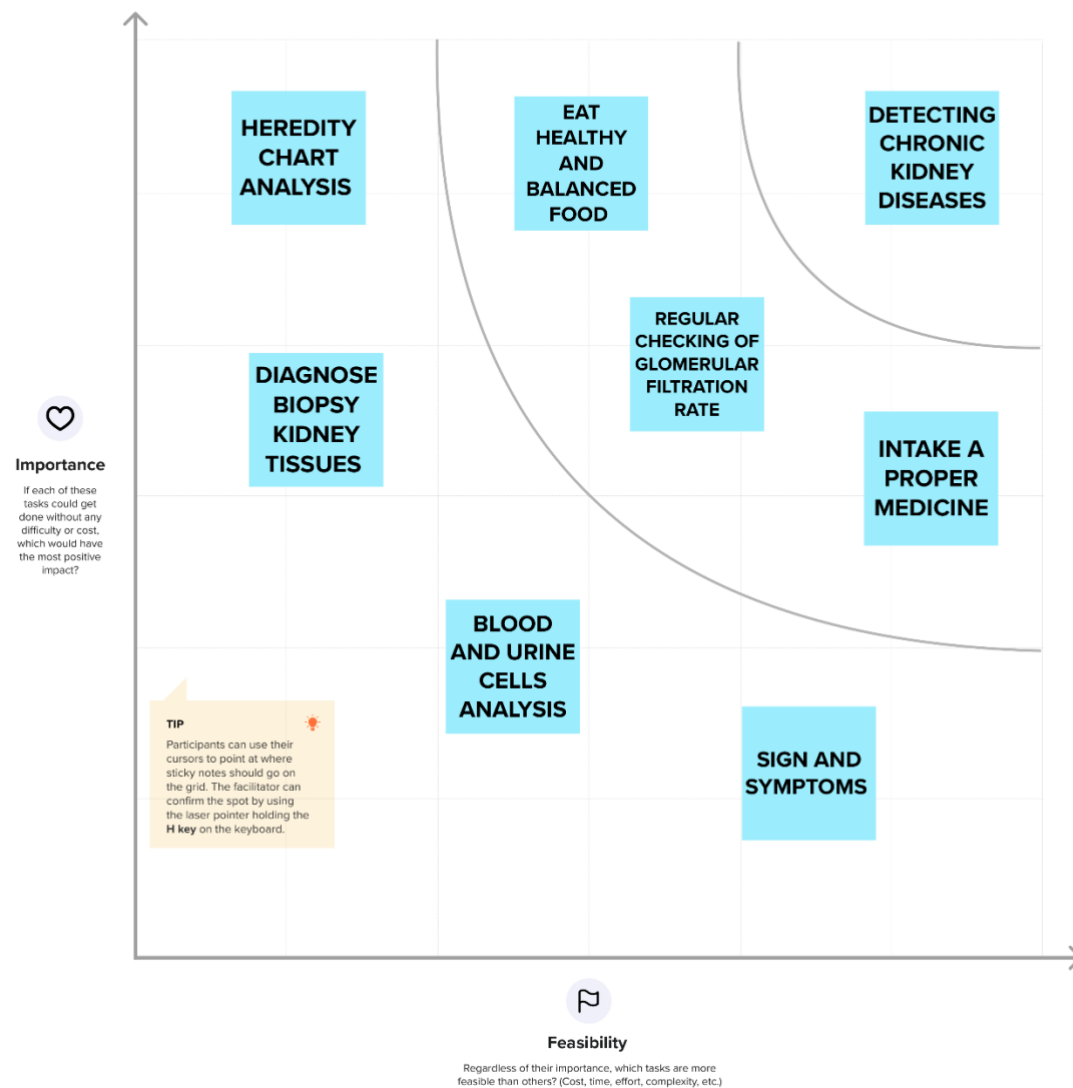 HEREDITY
CHART
ANALYSIS
EAT
HEALTHY
AND
BALANCED
FOOD
DETECTING
CHRONIC
KIDNEY
DISEASES
REGULAR
CHECKING OF
GLOMERULAR
FILTRATION
RATE
DIAGNOSE
BIOPSY
KIDNEY
TISSUES
INTAKE A
PROPER
MEDICINE
Importance
If each of these
tasks could get
done without any
difficulty or cost,
which would have
the most positive
impact?
BLOOD
AND URINE
CELLS
ANALYSIS
SIGN AND
SYMPTOMS
TIP
Participants can use their
cursors to point at where
sticky notes should go on
the grid. The facilitator can
confirm the spot by using
the laser pointer holding the
H key on the keyboard.
Feasibility
Regardless of their importance, which tasks are more
feasible than others? (Cost, time, effort, complexity, etc.)